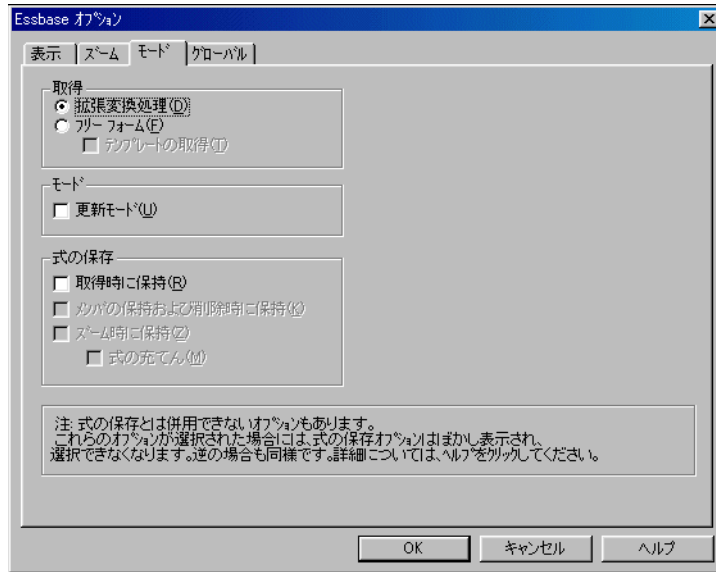 Essbase オプション
表示 ズーム モード グローバル
取得
拡張変換処理(D)
フリー フォーム(F)
テンプレートの取得(T)
モード
更新モード(U)
式の保存
取得時に保持(R)
メンバの保持および削除時に保持(K)
ズーム時に保持(Z)
式の充てん(M)
注: 式の保存とは併用できないオプションもあります。
これらのオプションが選択された場合には、式の保存オプションはぼかし表示され、
選択できなくなります。逆の場合も同様です。詳細については、ヘルプをクリックしてください。
OK キャンセル ヘルプ